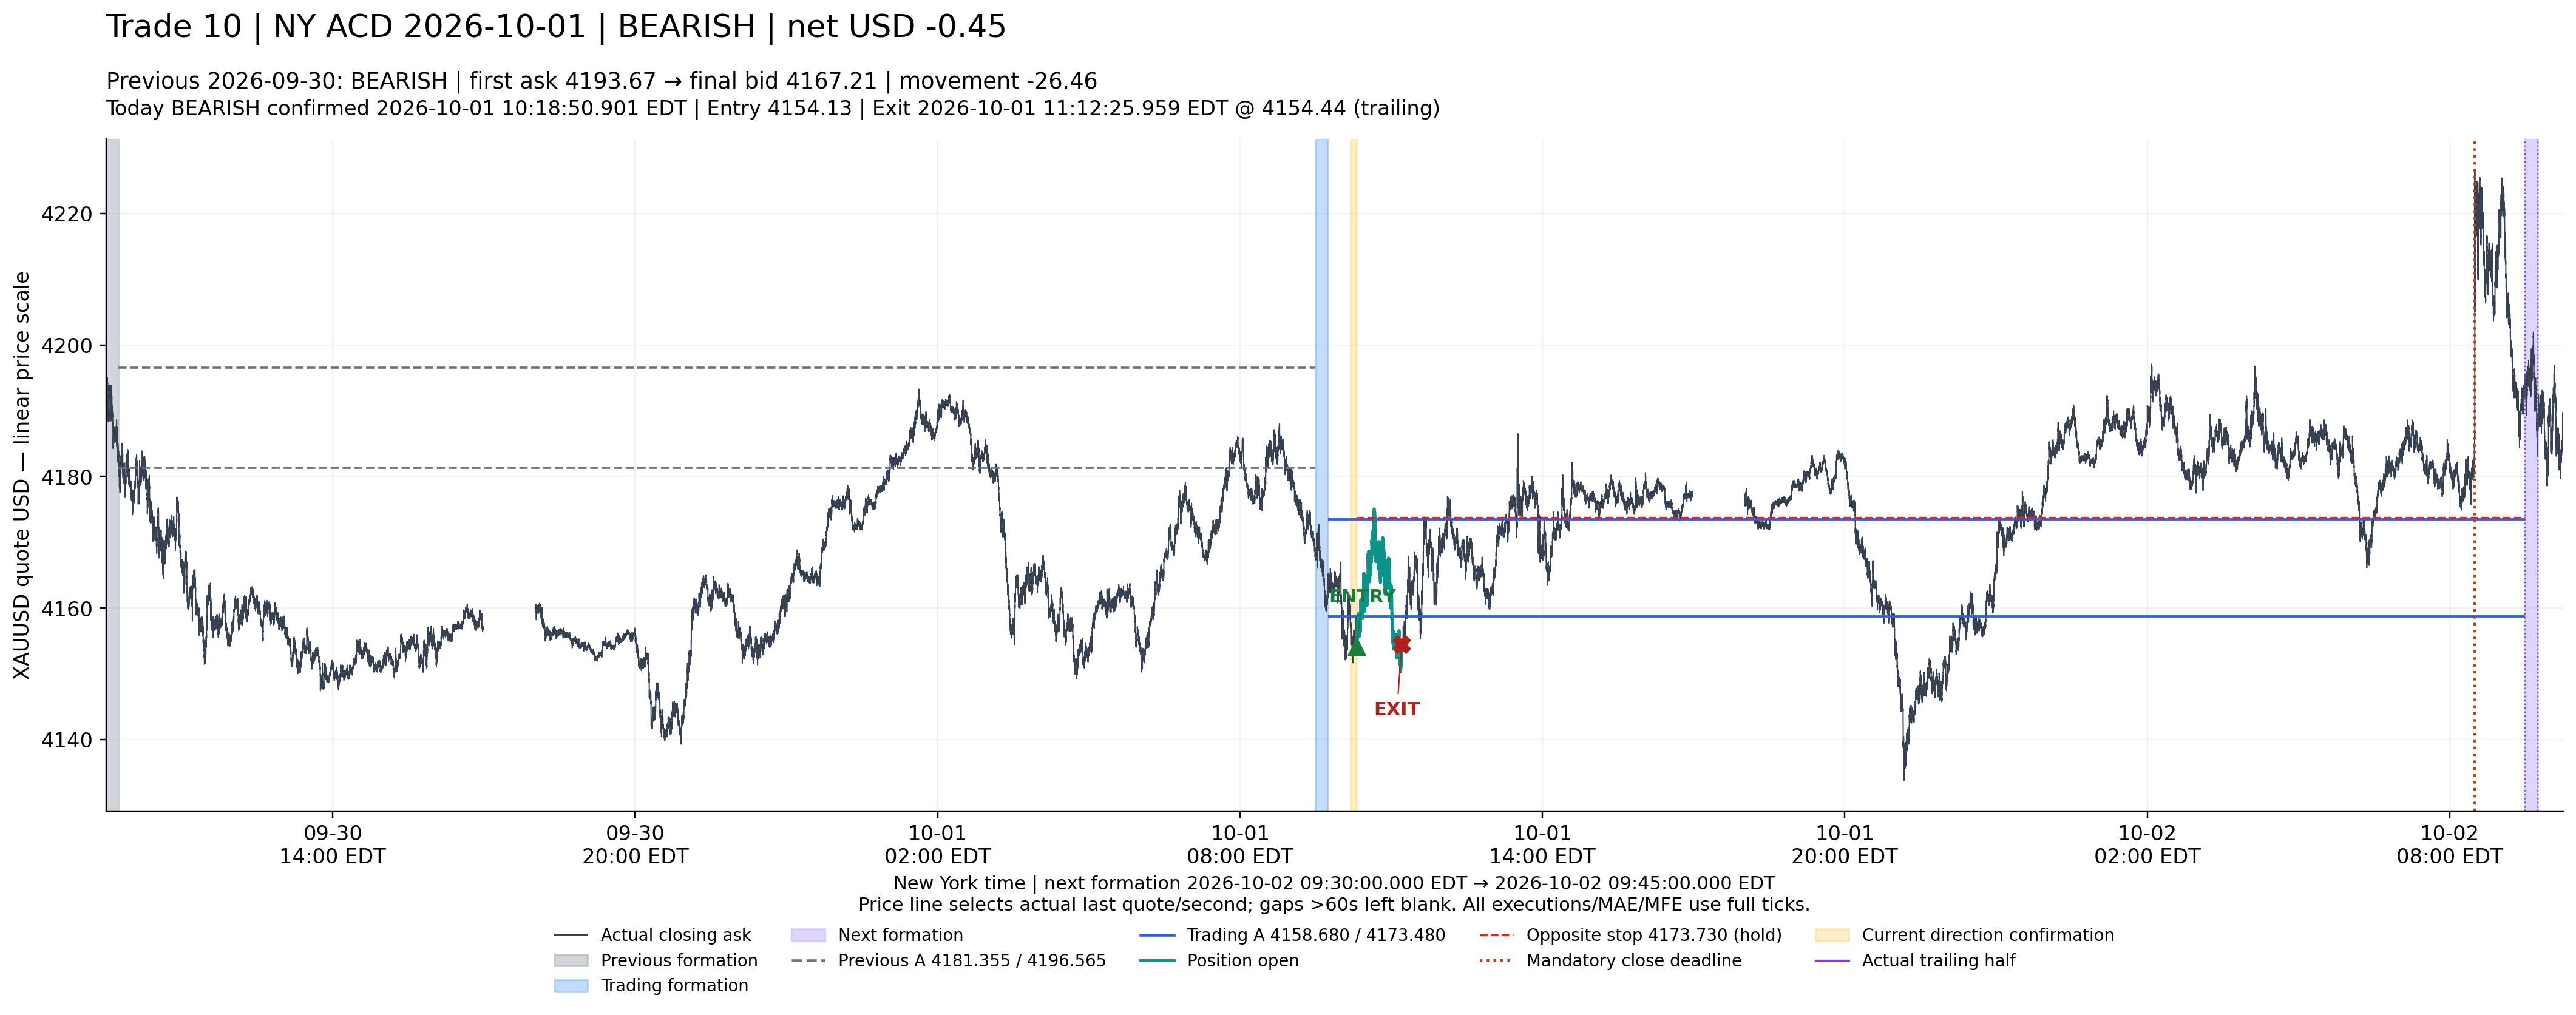 Trade 10 | NY ACD 2026-10-01 | BEARISH | net USD -0.45
Previous 2026-09-30: BEARISH | first ask 4193.67 → final bid 4167.21 | movement -26.46
Today BEARISH confirmed 2026-10-01 10:18:50.901 EDT | Entry 4154.13 | Exit 2026-10-01 11:12:25.959 EDT @ 4154.44 (trailing)
XAUUSD quote USD — linear price scale
4220
4200
4180
4160
4140
ENTRY
EXIT
09-30
14:00 EDT
09-30
20:00 EDT
10-01
02:00 EDT
10-01
08:00 EDT
10-01
14:00 EDT
10-01
20:00 EDT
10-02
02:00 EDT
10-02
08:00 EDT
New York time | next formation 2026-10-02 09:30:00.000 EDT → 2026-10-02 09:45:00.000 EDT
Price line selects actual last quote/second; gaps >60s left blank. All executions/MAE/MFE use full ticks.
Actual closing ask
Previous formation
Trading formation
Next formation
Previous A 4181.355 / 4196.565
Trading A 4158.680 / 4173.480
Position open
Opposite stop 4173.730 (hold)
Mandatory close deadline
Current direction confirmation
Actual trailing half